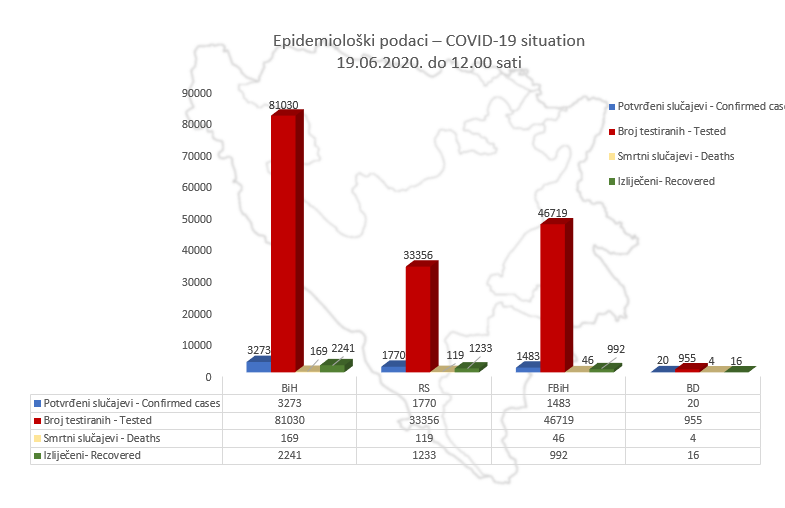 Epidemiološki podaci – COVID-19 situation
19.06.2020. do 12.00 sati
90000
80000
70000
60000
50000
40000
30000
20000
10000
0
81030
33356
46719
3273
169
2241
1770
119
1233
1483
46
992
20
955
4
16
Potvrđeni slučajevi - Confirmed cas
Broj testiranih - Tested
Smrtni slučajevi - Deaths
Izliječeni- Recovered
BiH RS FBiH BD
Potvrđeni slučajevi - Confirmed cases 3273 1770 1483 20
Broj testiranih - Tested 81030 33356 46719 955
Smrtni slučajevi - Deaths 169 119 46 4
Izliječeni- Recovered 2241 1233 992 16